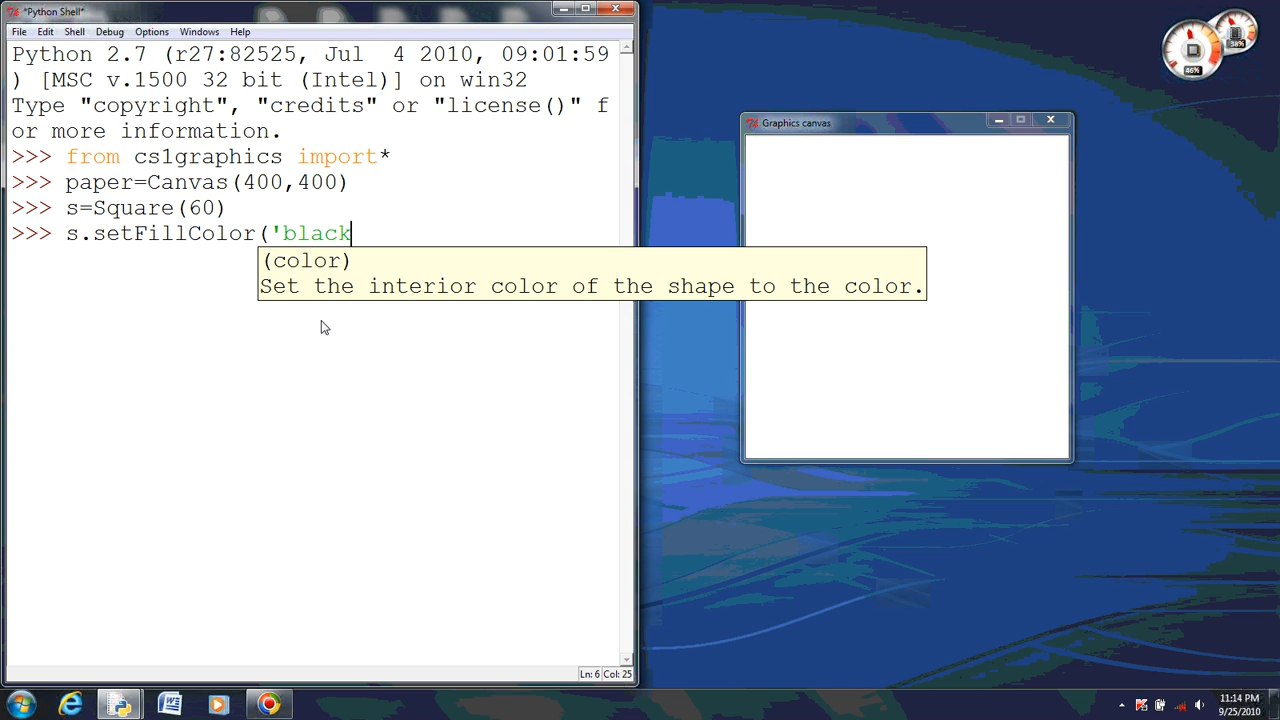 *Python Shell*
File Edit Shell Debug Options Windows Help
Python 2.7 (r27:82525, Jul  4 2010, 09:01:59
) [MSC v.1500 32 bit (Intel)] on win32
Type "copyright", "credits" or "license()" f
or more information.
>>> from cs1graphics import*
>>> paper=Canvas(400,400)
>>> s=Square(60)
>>> s.setFillColor('black
(color)
Set the interior color of the shape to the color.
Ln: 6 Col: 25
Graphics canvas
46%
38%
11:14 PM
9/25/2010